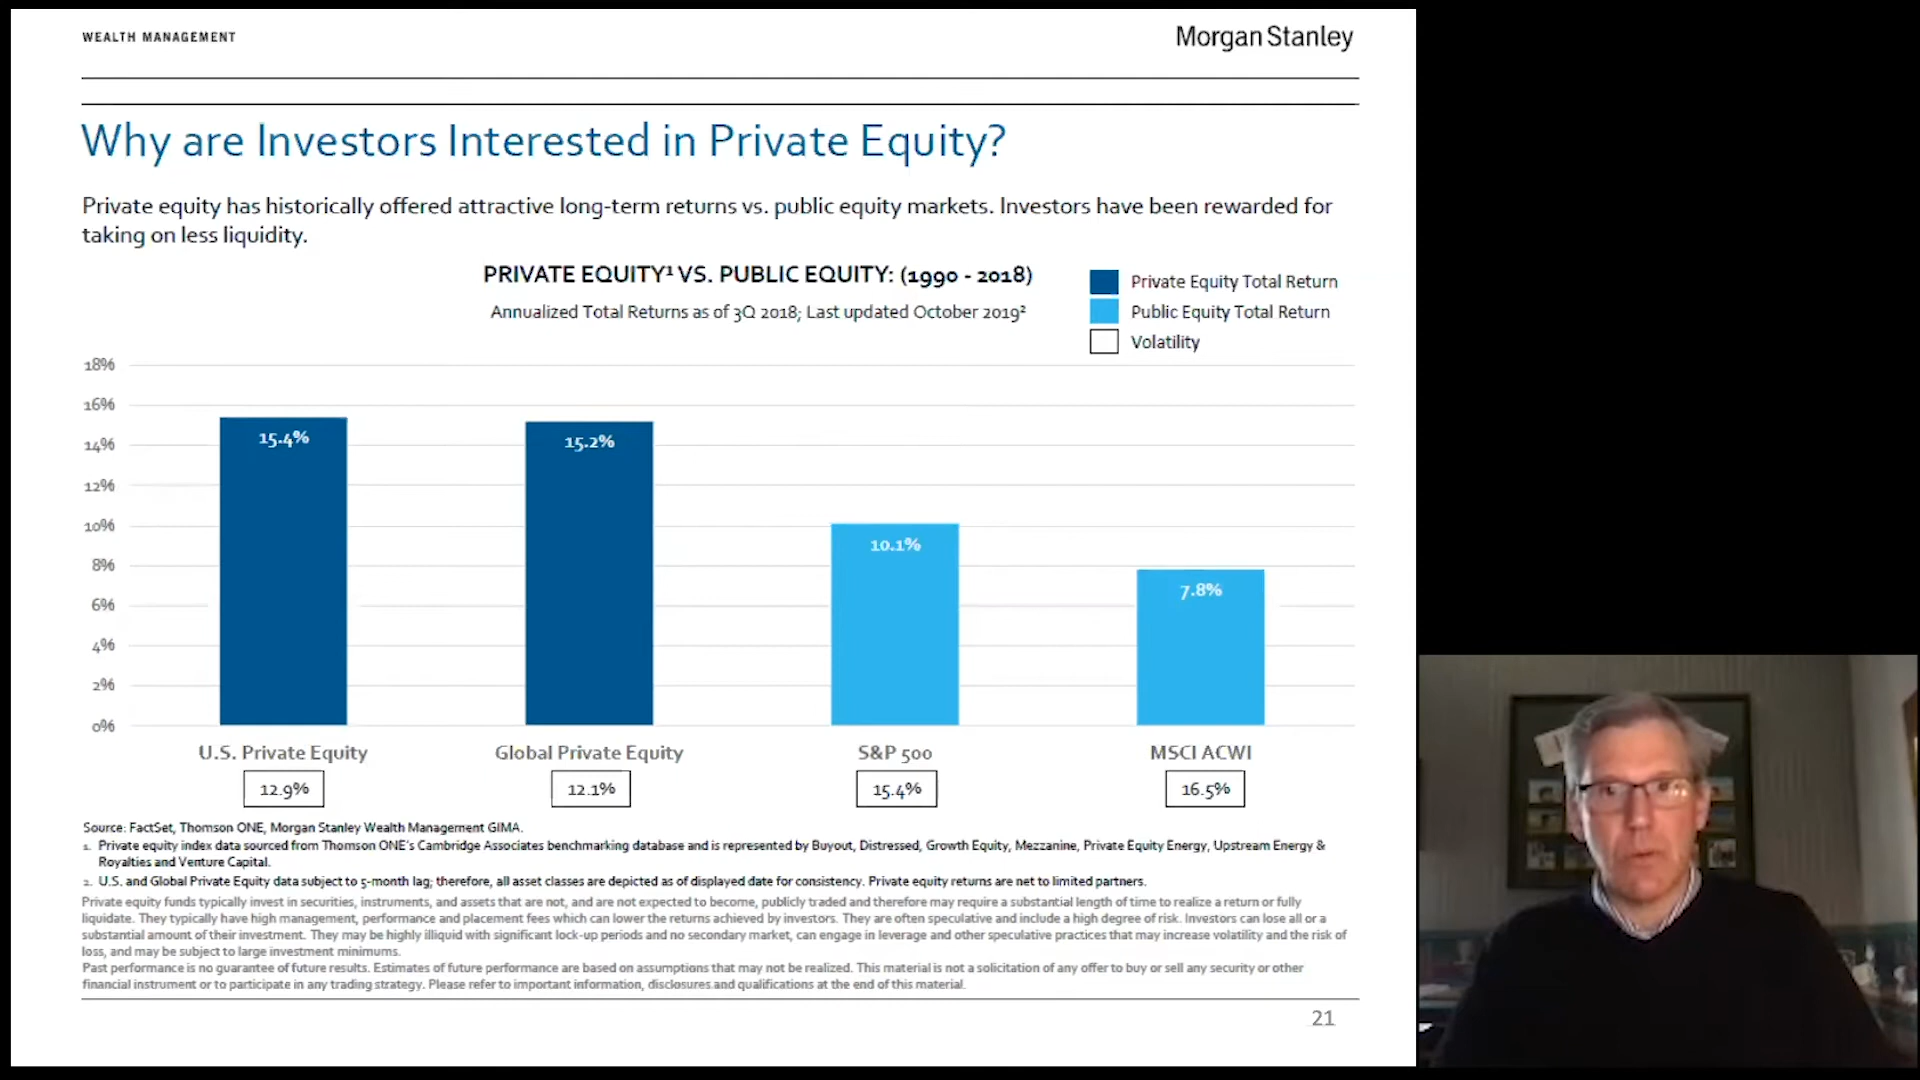 WEALTH MANAGEMENT
Morgan Stanley
Why are Investors Interested in Private Equity?
Private equity has historically offered attractive long-term returns vs. public equity markets. Investors have been rewarded for
taking on less liquidity.
PRIVATE EQUITY¹ VS. PUBLIC EQUITY: (1990 - 2018)
Annualized Total Returns as of 3Q 2018; Last updated October 2019²
Private Equity Total Return
Public Equity Total Return
Volatility
18%
16%
14%
12%
10%
8%
6%
4%
2%
0%
15.4%
15.2%
10.1%
7.8%
U.S. Private Equity
Global Private Equity
S&P 500
MSCI ACWI
12.9%
12.1%
15.4%
16.5%
Source: FactSet, Thomson ONE, Morgan Stanley Wealth Management GIMA.
1. Private equity index data sourced from Thomson ONE's Cambridge Associates benchmarking database and is represented by Buyout, Distressed, Growth Equity, Mezzanine, Private Equity Energy, Upstream Energy &
Royalties and Venture Capital.
2. U.S. and Global Private Equity data subject to 5-month lag; therefore, all asset classes are depicted as of displayed date for consistency. Private equity returns are net to limited partners.
Private equity funds typically invest in securities, instruments, and assets that are not, and are not expected to become, publicly traded and therefore may require a substantial length of time to realize a return or fully
liquidate. They typically have high management, performance and placement fees which can lower the returns achieved by investors. They are often speculative and include a high degree of risk. Investors can lose all or a
substantial amount of their investment. They may be highly illiquid with significant lock-up periods and no secondary market, can engage in leverage and other speculative practices that may increase volatility and the risk of
loss, and may be subject to large investment minimums.
Past performance is no guarantee of future results. Estimates of future performance are based on assumptions that may not be realized. This material is not a solicitation of any offer to buy or sell any security or other
financial instrument or to participate in any trading strategy. Please refer to important information, disclosures and qualifications at the end of this material.
21